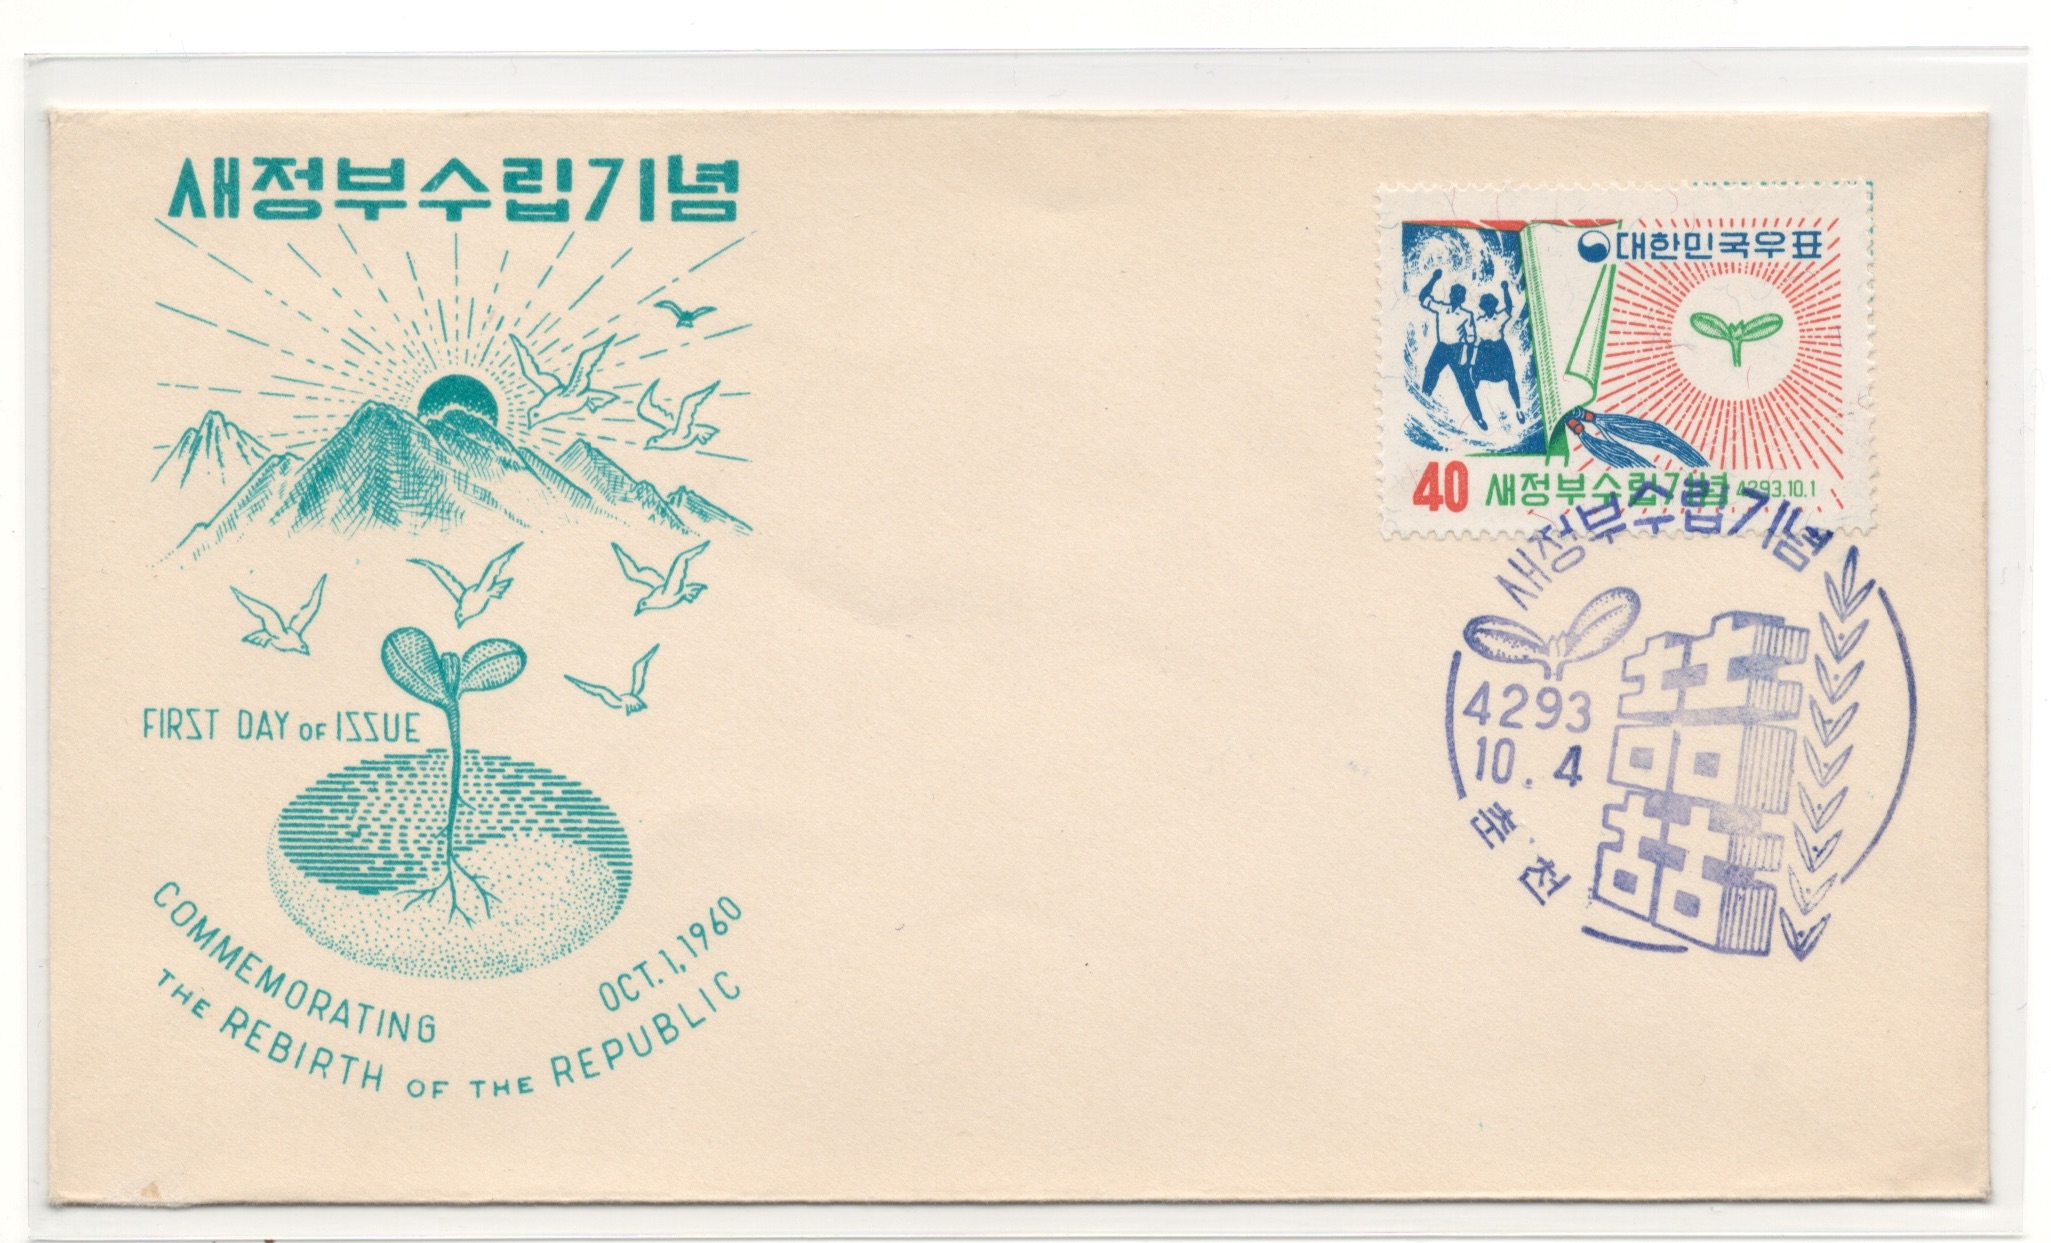 새정부수립기념
FIRST DAY OF ISSUE
COMMEMORATING
THE REBIRTH OF THE REPUBLIC
OCT. 1, 1960
대한민국우표
40 새정부수립기념 4293.10.1
새정부수립기념
4293
10.4
춘천